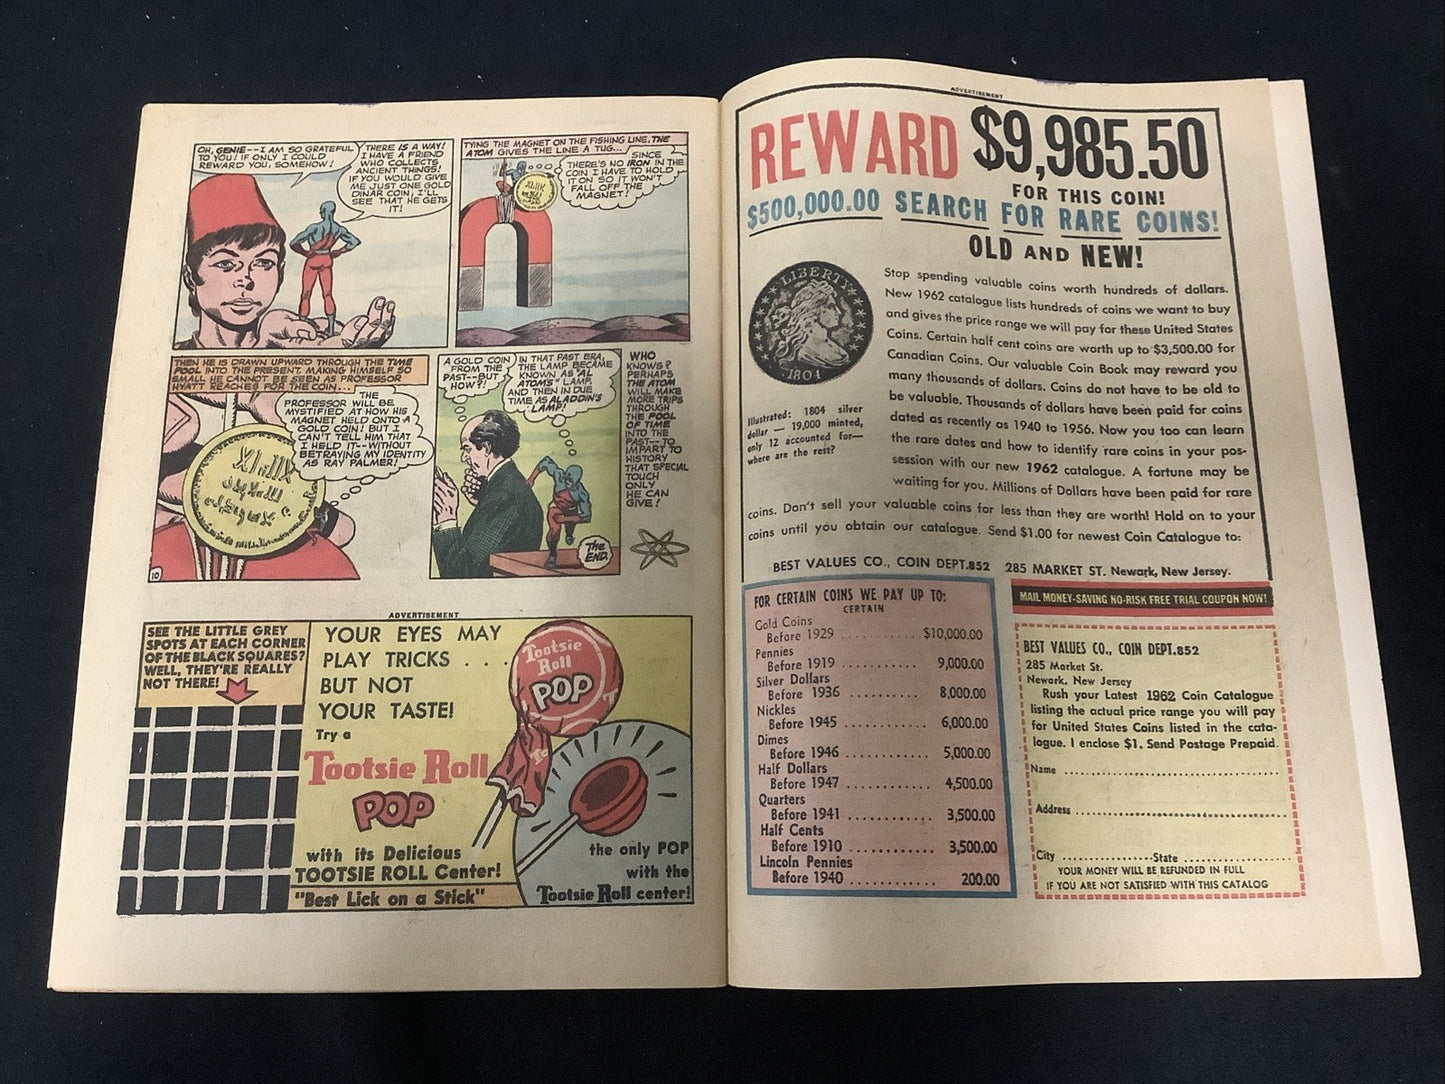 OH, GENIE--I AM SO GRATEFUL
TO YOU! IF ONLY I COULD
REWARD YOU, SOMEHOW!
THERE IS A WAY!
I HAVE A FRIEND
WHO COLLECTS
ANCIENT THINGS!
IF YOU WOULD GIVE
ME JUST ONE GOLD
DINAR COIN, I'LL
SEE THAT HE GETS
IT!
TYING THE MAGNET ON THE FISHING LINE, THE
ATOM GIVES THE LINE A TUG...
SINCE
THERE'S NO IRON IN THE
COIN I HAVE TO HOLD
IT ON SO IT WON'T
FALL OFF THE
MAGNET!
THEN HE IS DRAWN UPWARD THROUGH THE TIME
POOL INTO THE PRESENT, MAKING HIMSELF SO
SMALL HE CANNOT BE SEEN AS PROFESSOR
HYATT REACHES FOR THE COIN...
THE
PROFESSOR WILL BE
MYSTIFIED AT HOW HIS
MAGNET HELD ONTO A
GOLD COIN! BUT I
CAN'T TELL HIM THAT
I HELD IT--WITHOUT
BETRAYING MY IDENTITY
AS RAY PALMER!
10
A GOLD COIN
FROM THE
PAST--BUT
HOW?!
IN THAT PAST ERA,
THE LAMP BECAME
KNOWN AS "AL
ATOM'S" LAMP,
AND THEN IN DUE
TIME AS ALADDIN'S
LAMP!
THE
END.
WHO
KNOWS?
PERHAPS
THE ATOM
WILL MAKE
MORE TRIPS
THROUGH
THE POOL
OF TIME
INTO THE
PAST--TO
IMPART TO
HISTORY
THAT SPECIAL
TOUCH
ONLY
HE CAN
GIVE!
ADVERTISEMENT
SEE THE LITTLE GREY
SPOTS AT EACH CORNER
OF THE BLACK SQUARES?
WELL, THEY'RE REALLY
NOT THERE!
YOUR EYES MAY
PLAY TRICKS . . .
BUT NOT
YOUR TASTE!
Try a
Tootsie Roll
POP
with its Delicious
TOOTSIE ROLL Center!
"Best Lick on a Stick"
Tootsie
Roll
POP
the only POP
with the
Tootsie Roll center!
ADVERTISEMENT
REWARD $9,985.50
FOR THIS COIN!
$500,000.00 SEARCH FOR RARE COINS!
OLD AND NEW!
LIBERTY
1804
Illustrated: 1804 silver
dollar — 19,000 minted,
only 12 accounted for—
where are the rest?
Stop spending valuable coins worth hundreds of dollars.
New 1962 catalogue lists hundreds of coins we want to buy
and gives the price range we will pay for these United States
Coins. Certain half cent coins are worth up to $3,500.00 for
Canadian Coins. Our valuable Coin Book may reward you
many thousands of dollars. Coins do not have to be old to
be valuable. Thousands of dollars have been paid for coins
dated as recently as 1940 to 1956. Now you too can learn
the rare dates and how to identify rare coins in your pos-
session with our new 1962 catalogue. A fortune may be
waiting for you. Millions of Dollars have been paid for rare
coins. Don't sell your valuable coins for less than they are worth! Hold on to your
coins until you obtain our catalogue. Send $1.00 for newest Coin Catalogue to:
BEST VALUES CO., COIN DEPT.852 285 MARKET ST. Newark, New Jersey.
FOR CERTAIN COINS WE PAY UP TO:
CERTAIN
Gold Coins
Before 1929 .......... $10,000.00
Pennies
Before 1919 .......... 9,000.00
Silver Dollars
Before 1936 .......... 8,000.00
Nickles
Before 1945 .......... 6,000.00
Dimes
Before 1946 .......... 5,000.00
Half Dollars
Before 1947 .......... 4,500.00
Quarters
Before 1941 .......... 3,500.00
Half Cents
Before 1910 .......... 3,500.00
Lincoln Pennies
Before 1940 .......... 200.00
MAIL MONEY-SAVING NO-RISK FREE TRIAL COUPON NOW!
BEST VALUES CO., COIN DEPT.852
285 Market St.
Newark, New Jersey
Rush your Latest 1962 Coin Catalogue
listing the actual price range you will pay
for United States Coins listed in the cata-
logue. I enclose $1. Send Postage Prepaid.
Name ..........
Address ..........
City .......... State ..........
YOUR MONEY WILL BE REFUNDED IN FULL
IF YOU ARE NOT SATISFIED WITH THIS CATALOG